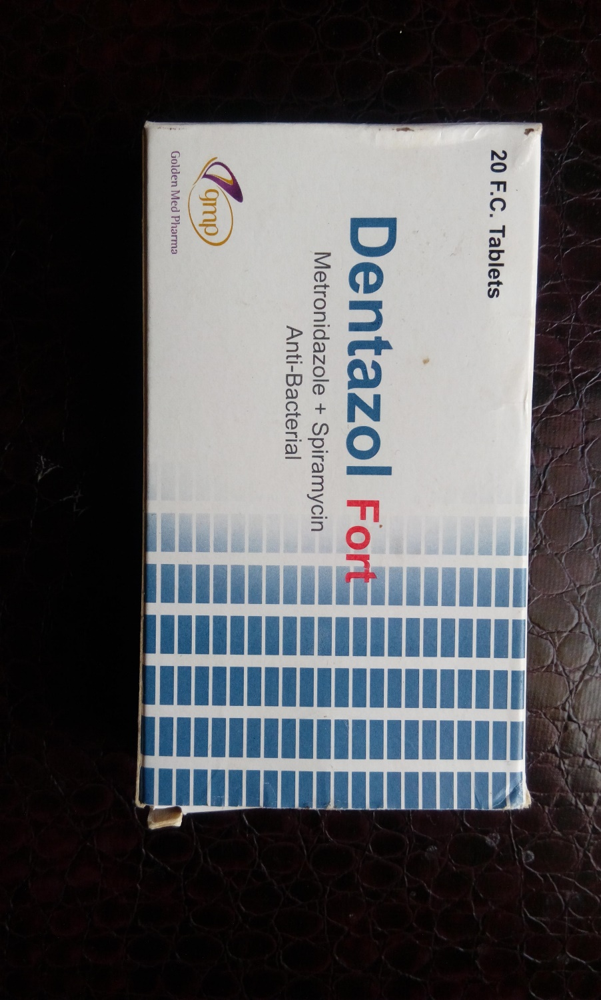 20 F.C. Tablets
Dentazol Fort
Metronidazole + Spiramycin
Anti-Bacterial
gmp
Golden Med Pharma